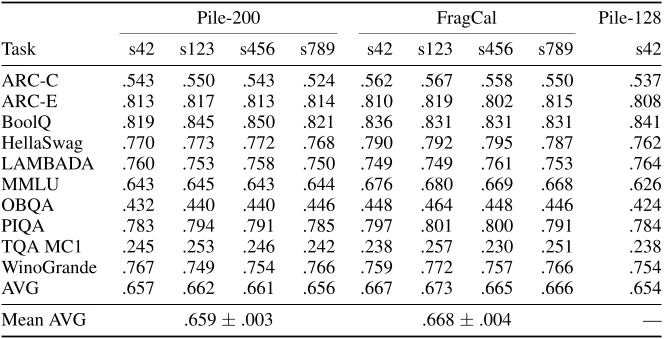 Pile-200 FragCal Pile-128
Task s42 s123 s456 s789 s42 s123 s456 s789 s42
ARC-C .543 .550 .543 .524 .562 .567 .558 .550 .537
ARC-E .813 .817 .813 .814 .810 .819 .802 .815 .808
BoolQ .819 .845 .850 .821 .836 .831 .831 .831 .841
HellaSwag .770 .773 .772 .768 .790 .792 .795 .787 .762
LAMBADA .760 .753 .758 .750 .749 .749 .761 .753 .764
MMLU .643 .645 .643 .644 .676 .680 .669 .668 .626
OBQA .432 .440 .440 .446 .448 .464 .448 .446 .424
PIQA .783 .794 .791 .785 .797 .801 .800 .791 .784
TQA MC1 .245 .253 .246 .242 .238 .257 .230 .251 .238
WinoGrande .767 .749 .754 .766 .759 .772 .757 .766 .754
AVG .657 .662 .661 .656 .667 .673 .665 .666 .654
Mean AVG .659 ± .003 .668 ± .004 —